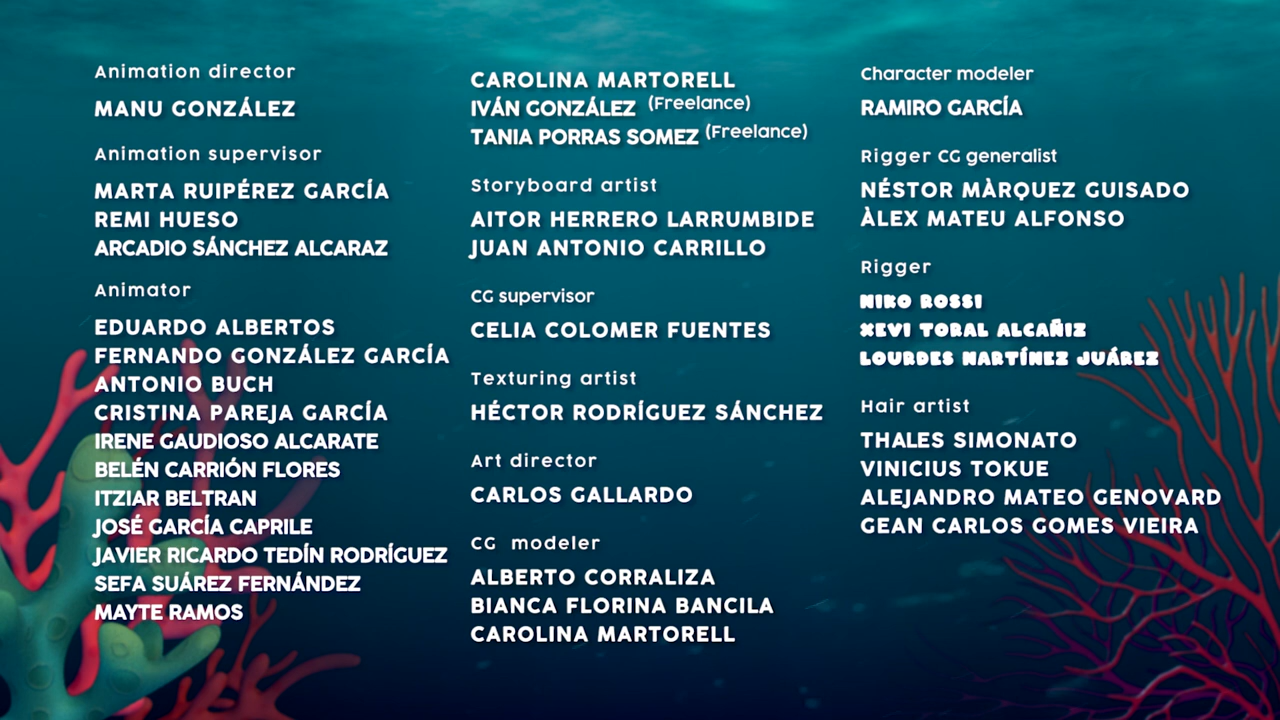 Animation director
MANU GONZÁLEZ
Animation supervisor
MARTA RUIPÉREZ GARCÍA
REMI HUESO
ARCADIO SÁNCHEZ ALCARAZ
Animator
EDUARDO ALBERTOS
FERNANDO GONZÁLEZ GARCÍA
ANTONIO BUCH
CRISTINA PAREJA GARCÍA
IRENE GAUDIOSO ALCARATE
BELÉN CARRIÓN FLORES
ITZIAR BELTRAN
JOSÉ GARCÍA CAPRILE
JAVIER RICARDO TEDÍN RODRÍGUEZ
SEFA SUÁREZ FERNÁNDEZ
MAYTE RAMOS
CAROLINA MARTORELL
IVÁN GONZÁLEZ (Freelance)
TANIA PORRAS SOMEZ (Freelance)
Storyboard artist
AITOR HERRERO LARRUMBIDE
JUAN ANTONIO CARRILLO
CG supervisor
CELIA COLOMER FUENTES
Texturing artist
HÉCTOR RODRÍGUEZ SÁNCHEZ
Art director
CARLOS GALLARDO
CG modeler
ALBERTO CORRALIZA
BIANCA FLORINA BANCILA
CAROLINA MARTORELL
Character modeler
RAMIRO GARCÍA
Rigger CG generalist
NÉSTOR MÀRQUEZ GUISADO
ÀLEX MATEU ALFONSO
Rigger
NIKO ROSSI
XEVI TORAL ALCAÑIZ
LOURDES MARTÍNEZ JUÁREZ
Hair artist
THALES SIMONATO
VINICIUS TOKUE
ALEJANDRO MATEO GENOVARD
GEAN CARLOS GOMES VIEIRA